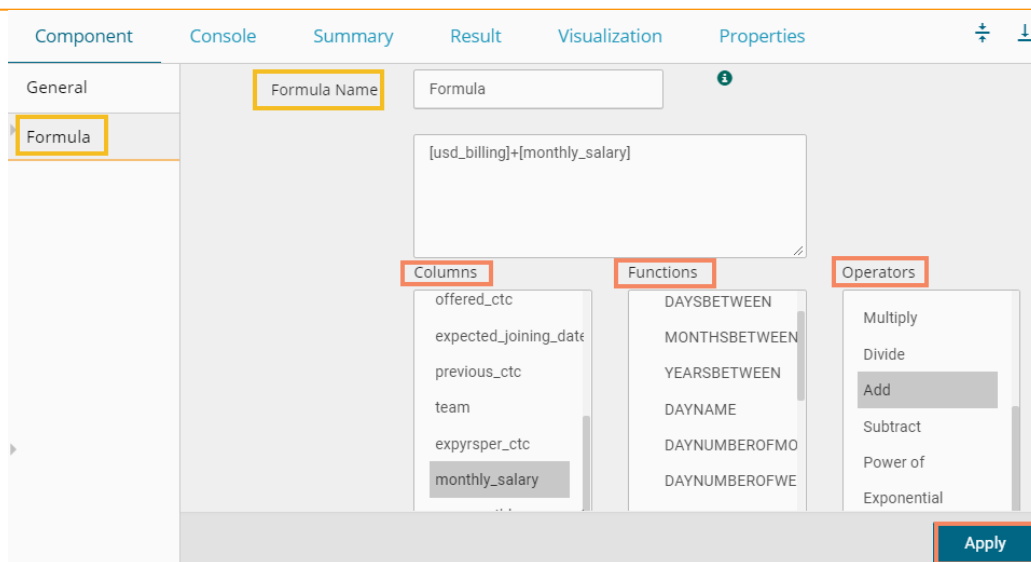 Component Console Summary Result Visualization Properties
General
Formula
Formula Name
Formula
[usd_billing]+[monthly_salary]
Columns
offered_ctc
expected_joining_date
previous_ctc
team
expyrsper_ctc
monthly_salary
Functions
DAYSBETWEEN
MONTHSBETWEEN
YEARSBETWEEN
DAYNAME
DAYNUMBEROFMO
DAYNUMBEROFWE
Operators
Multiply
Divide
Add
Subtract
Power of
Exponential
Apply